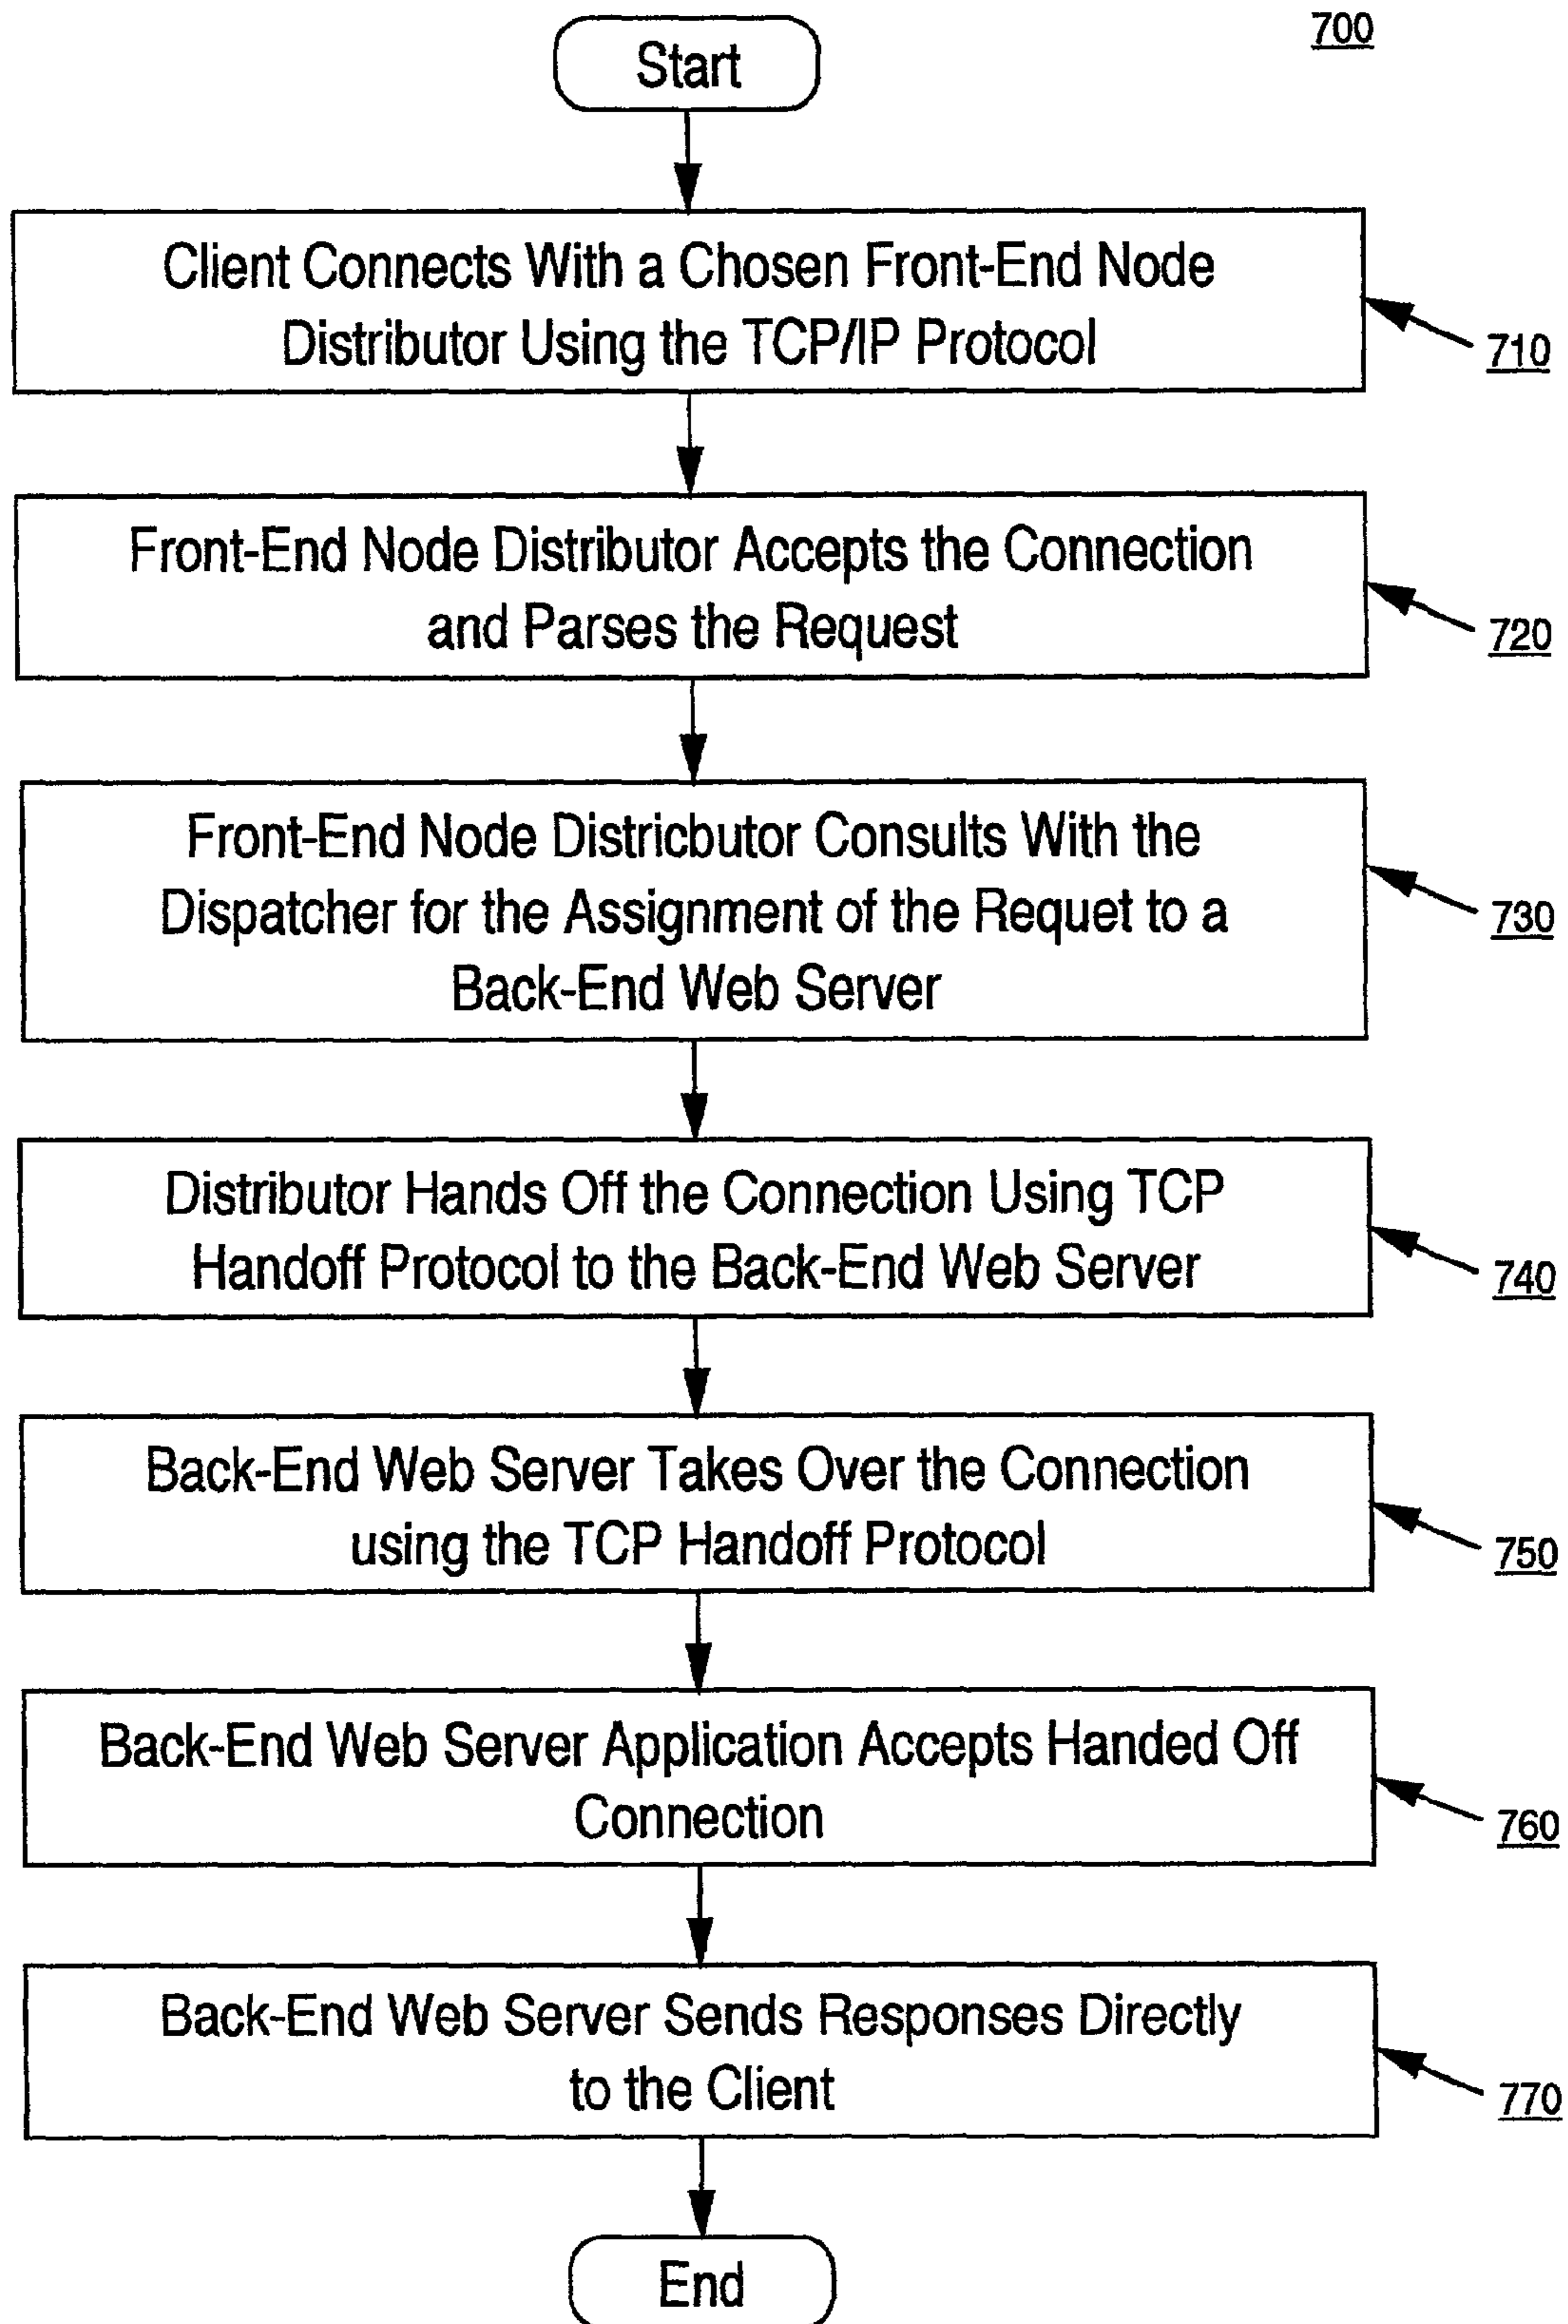 700
Start
Client Connects With a Chosen Front-End Node
Distributor Using the TCP/IP Protocol
710
Front-End Node Distributor Accepts the Connection
and Parses the Request
720
Front-End Node Districbutor Consults With the
Dispatcher for the Assignment of the Requet to a
Back-End Web Server
730
Distributor Hands Off the Connection Using TCP
Handoff Protocol to the Back-End Web Server
740
Back-End Web Server Takes Over the Connection
using the TCP Handoff Protocol
750
Back-End Web Server Application Accepts Handed Off
Connection
760
Back-End Web Server Sends Responses Directly
to the Client
770
End